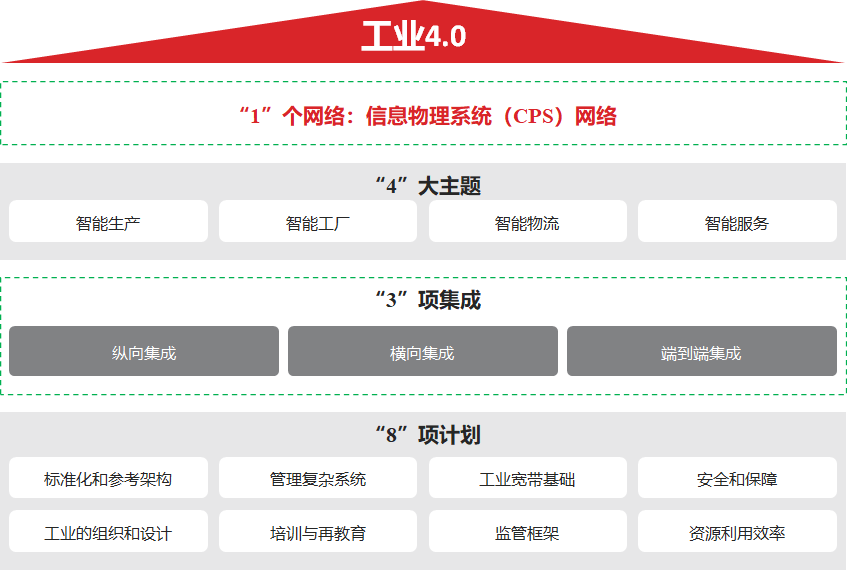 工业4.0
“1”个网络：信息物理系统（CPS）网络
“4”大主题
智能生产
智能工厂
智能物流
智能服务
“3”项集成
纵向集成
横向集成
端到端集成
“8”项计划
标准化和参考架构
管理复杂系统
工业宽带基础
安全和保障
工业的组织和设计
培训与再教育
监管框架
资源利用效率